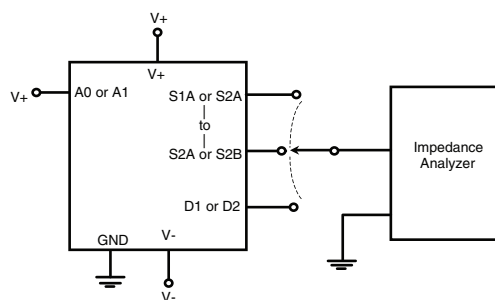 V+
V+
V+
A0 or A1
S1A or S2A
to
S2A or S2B
D1 or D2
GND
V-
V-
Impedance
Analyzer